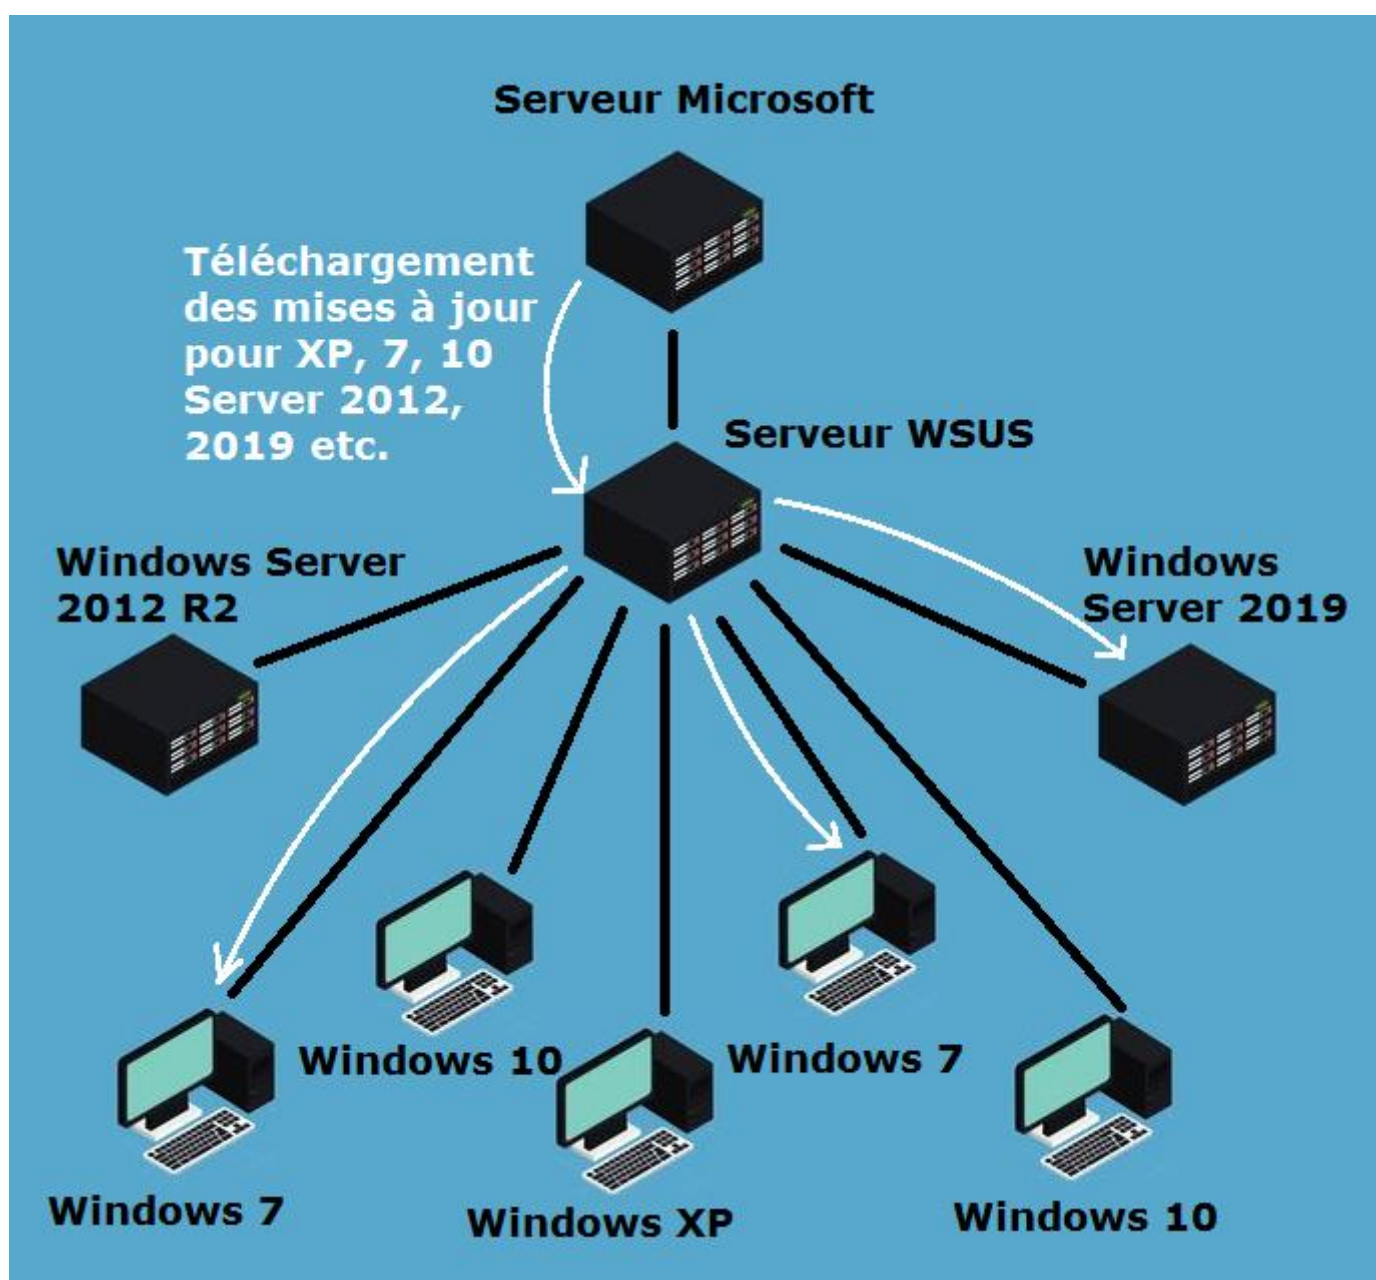 Serveur Microsoft
Téléchargement
des mises à jour
pour XP, 7, 10
Server 2012,
2019 etc.
Serveur WSUS
Windows Server
2012 R2
Windows
Server 2019
Windows 10
Windows 7
Windows 7
Windows XP
Windows 10